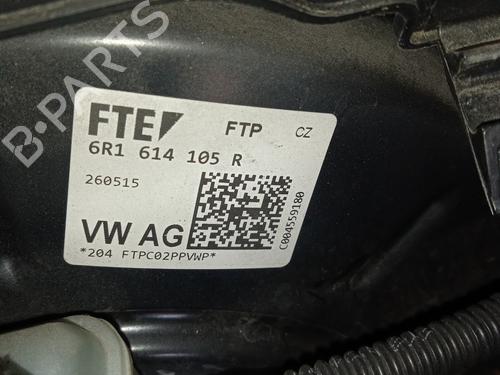 B-PARTS
FTE
FTP CZ
6R1 614 105 R
260515
VW AG
C004559180
*204 FTPC02PPVWP*